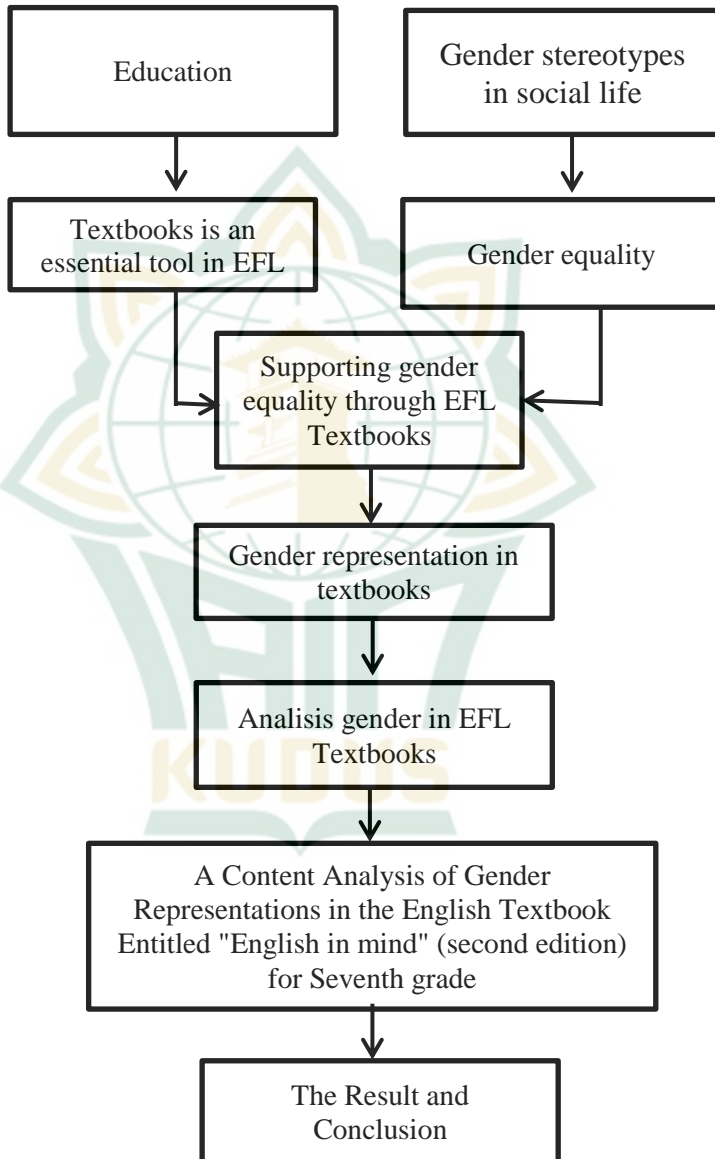 Education
Gender stereotypes
in social life
Textbooks is an
essential tool in EFL
Gender equality
Supporting gender
equality through EFL
Textbooks
Gender representation in
textbooks
Analisis gender in EFL
Textbooks
A Content Analysis of Gender
Representations in the English Textbook
Entitled "English in mind" (second edition)
for Seventh grade
The Result and
Conclusion
KUDUS